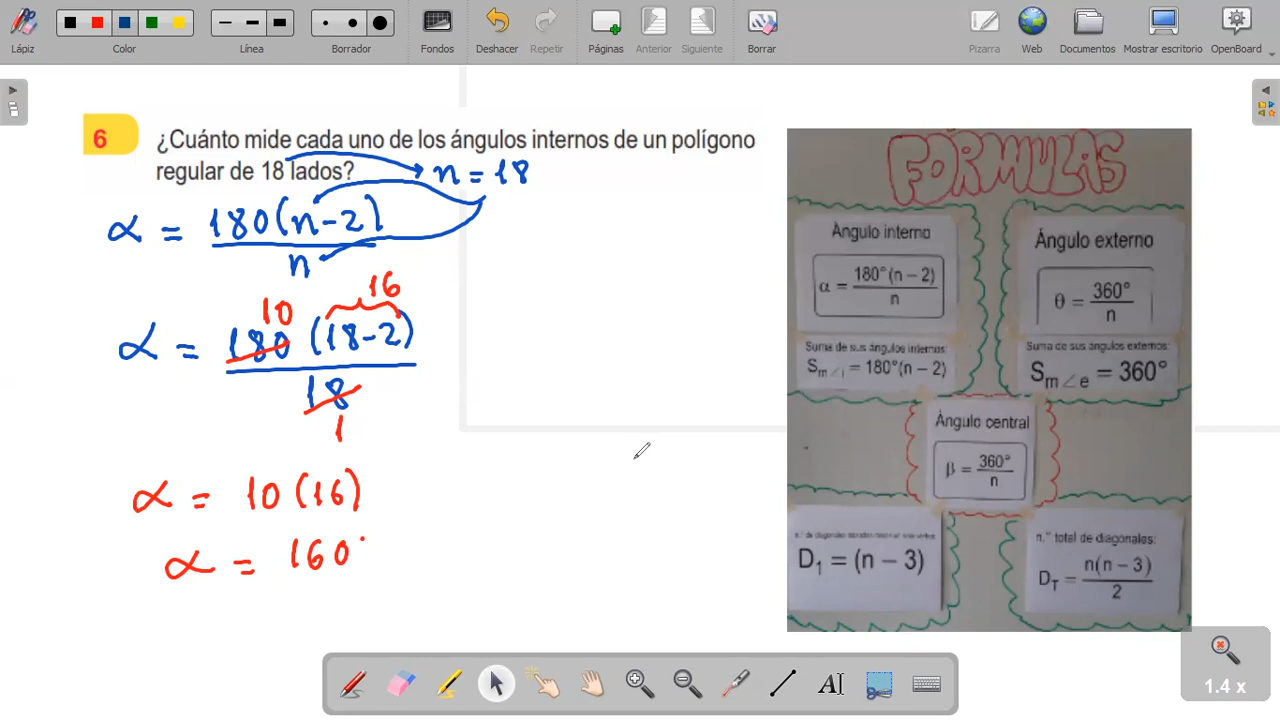 Lápiz
Color
Línea
Borrador
Fondos
Deshacer
Repetir
Páginas
Anterior
Siguiente
Borrar
Pizarra
Web
Documentos
Mostrar escritorio
OpenBoard
6
¿Cuánto mide cada uno de los ángulos internos de un polígono
regular de 18 lados?
n = 18
α = 180(n-2)
n
10
16
α = 180 (18-2)
18
1
α = 10(16)
α = 160°
FORMULAS
Ángulo interno
α = 180°(n – 2)
n
Suma de sus ángulos internos:
Sm∠i = 180°(n – 2)
Ángulo externo
θ = 360°
n
Suma de sus ángulos externos:
Sm∠e = 360°
Ángulo central
β = 360°
n
D₁ = (n – 3)
n.° total de diagonales:
D_T = n(n – 3)
2
AI
1.4 x